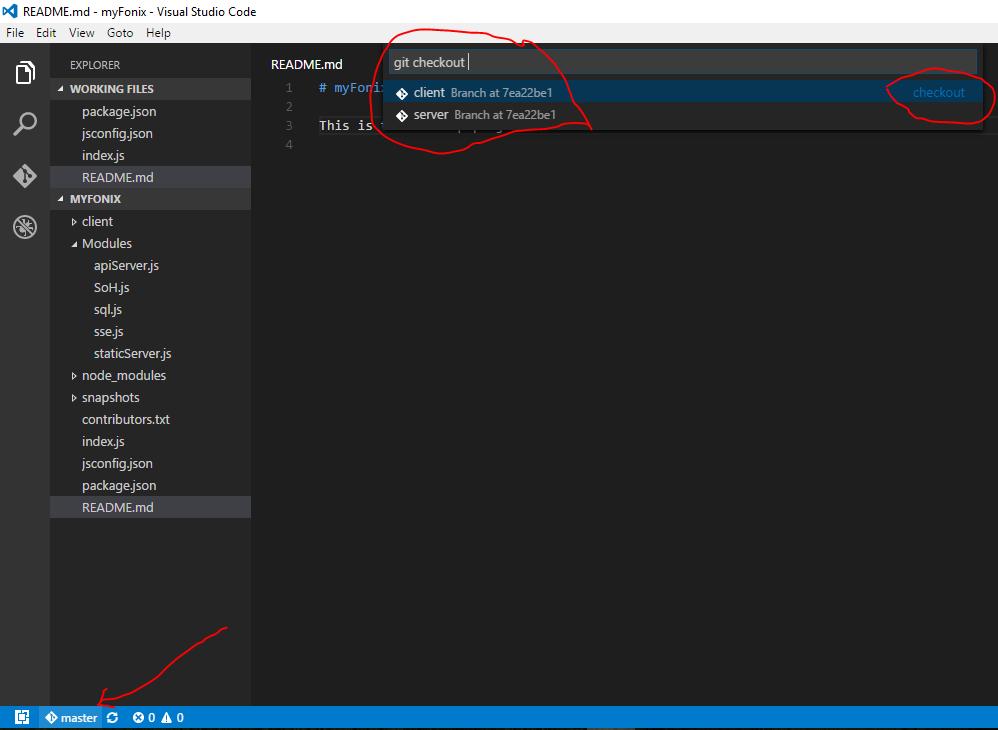 README.md - myFonix - Visual Studio Code
File Edit View Goto Help
EXPLORER
WORKING FILES
package.json
jsconfig.json
index.js
README.md
MYFONIX
client
Modules
apiServer.js
SoH.js
sql.js
sse.js
staticServer.js
node_modules
snapshots
contributors.txt
index.js
jsconfig.json
package.json
README.md
README.md
git checkout
client Branch at 7ea22be1 checkout
server Branch at 7ea22be1
1 # myFonix
2
3 This is
4
master 0 0